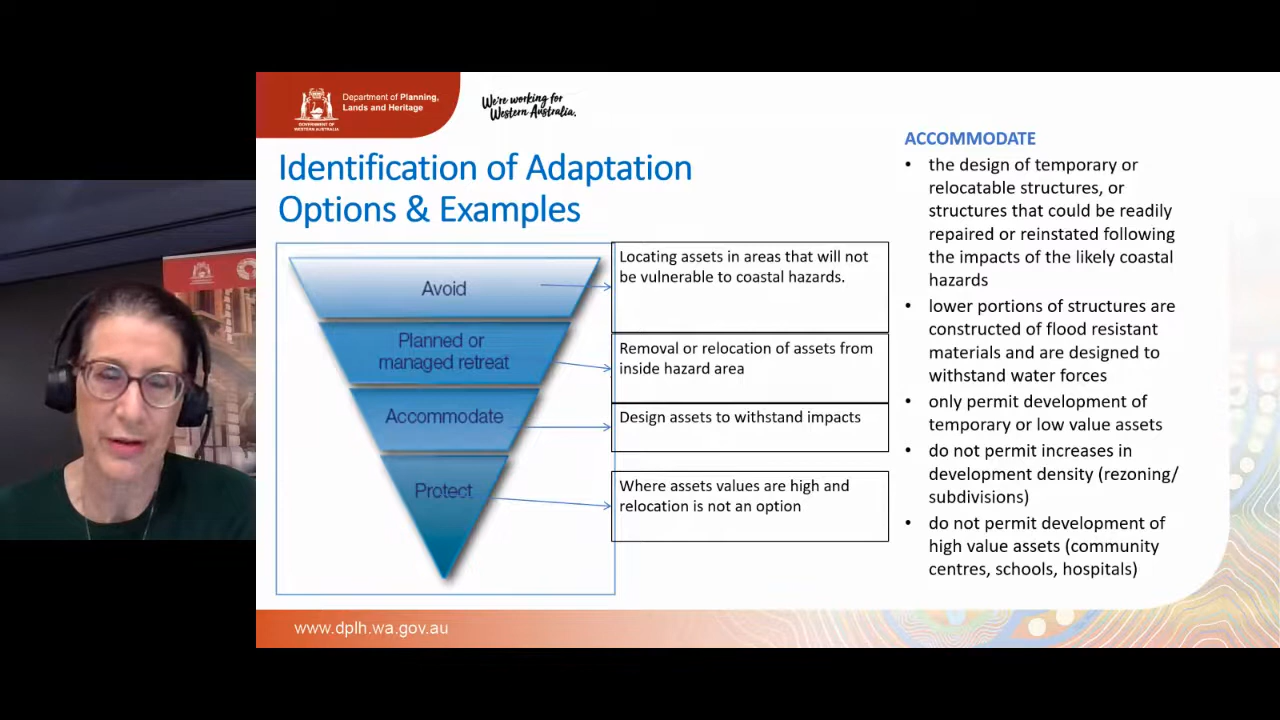 Department of Planning,
Lands and Heritage
GOVERNMENT OF
WESTERN AUSTRALIA
We're working for
Western Australia.
Identification of Adaptation
Options & Examples
Avoid
Planned or
managed retreat
Accommodate
Protect
Locating assets in areas that will not
be vulnerable to coastal hazards.
Removal or relocation of assets from
inside hazard area
Design assets to withstand impacts
Where assets values are high and
relocation is not an option
ACCOMMODATE
• the design of temporary or
relocatable structures, or
structures that could be readily
repaired or reinstated following
the impacts of the likely coastal
hazards
• lower portions of structures are
constructed of flood resistant
materials and are designed to
withstand water forces
• only permit development of
temporary or low value assets
• do not permit increases in
development density (rezoning/
subdivisions)
• do not permit development of
high value assets (community
centres, schools, hospitals)
www.dplh.wa.gov.au